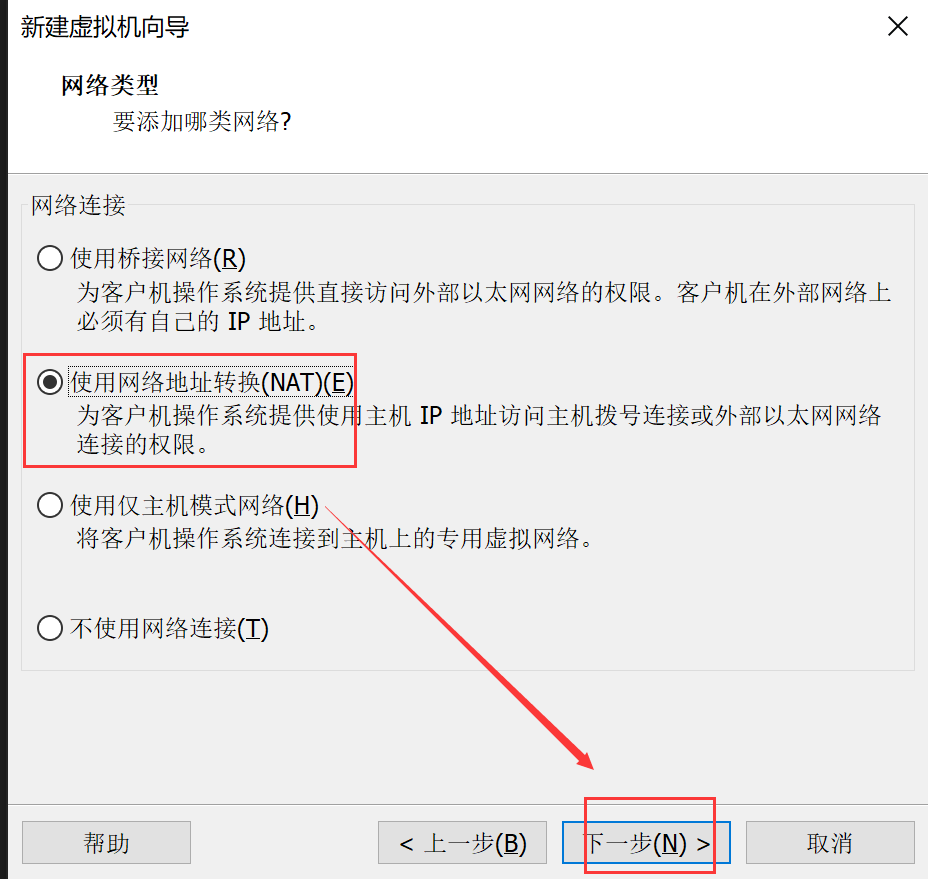 新建虚拟机向导
网络类型
要添加哪类网络?
网络连接
使用桥接网络(R)
为客户机操作系统提供直接访问外部以太网网络的权限。客户机在外部网络上
必须有自己的 IP 地址。
使用网络地址转换(NAT)(E)
为客户机操作系统提供使用主机 IP 地址访问主机拨号连接或外部以太网网络
连接的权限。
使用仅主机模式网络(H)
将客户机操作系统连接到主机上的专用虚拟网络。
不使用网络连接(T)
帮助
< 上一步(B)
下一步(N) >
取消